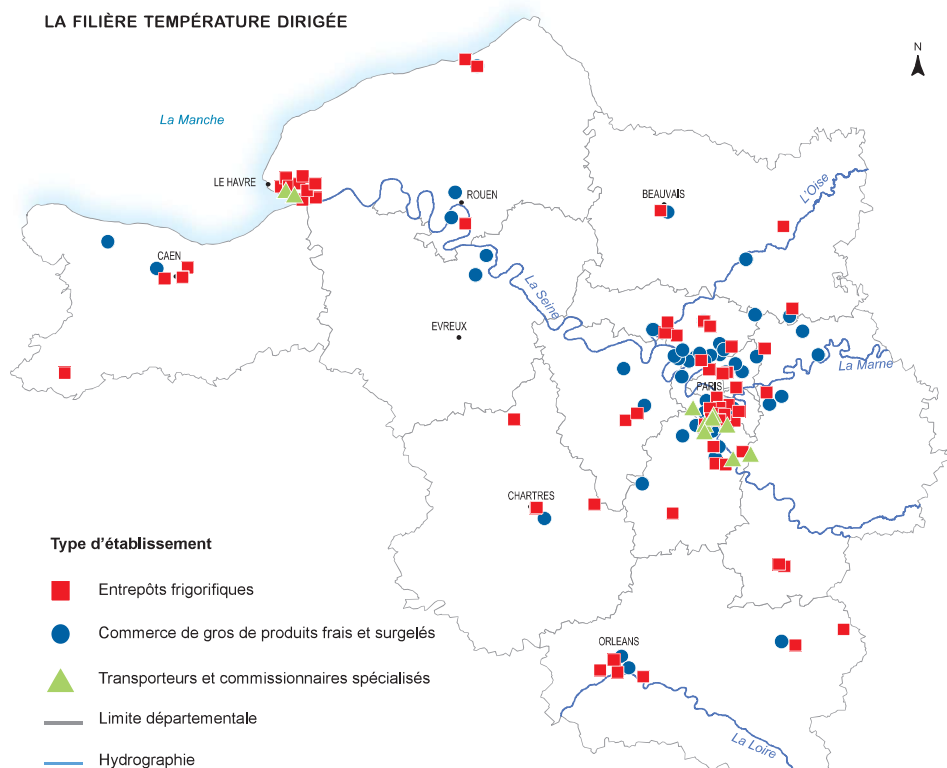 LA FILIÈRE TEMPÉRATURE DIRIGÉE
N
La Manche
LE HAVRE
ROUEN
BEAUVAIS
L'Oise
CAEN
La Seine
EVREUX
La Marne
PARIS
CHARTRES
Type d'établissement
Entrepôts frigorifiques
Commerce de gros de produits frais et surgelés
ORLEANS
Transporteurs et commissionnaires spécialisés
Limite départementale
La Loire
Hydrographie